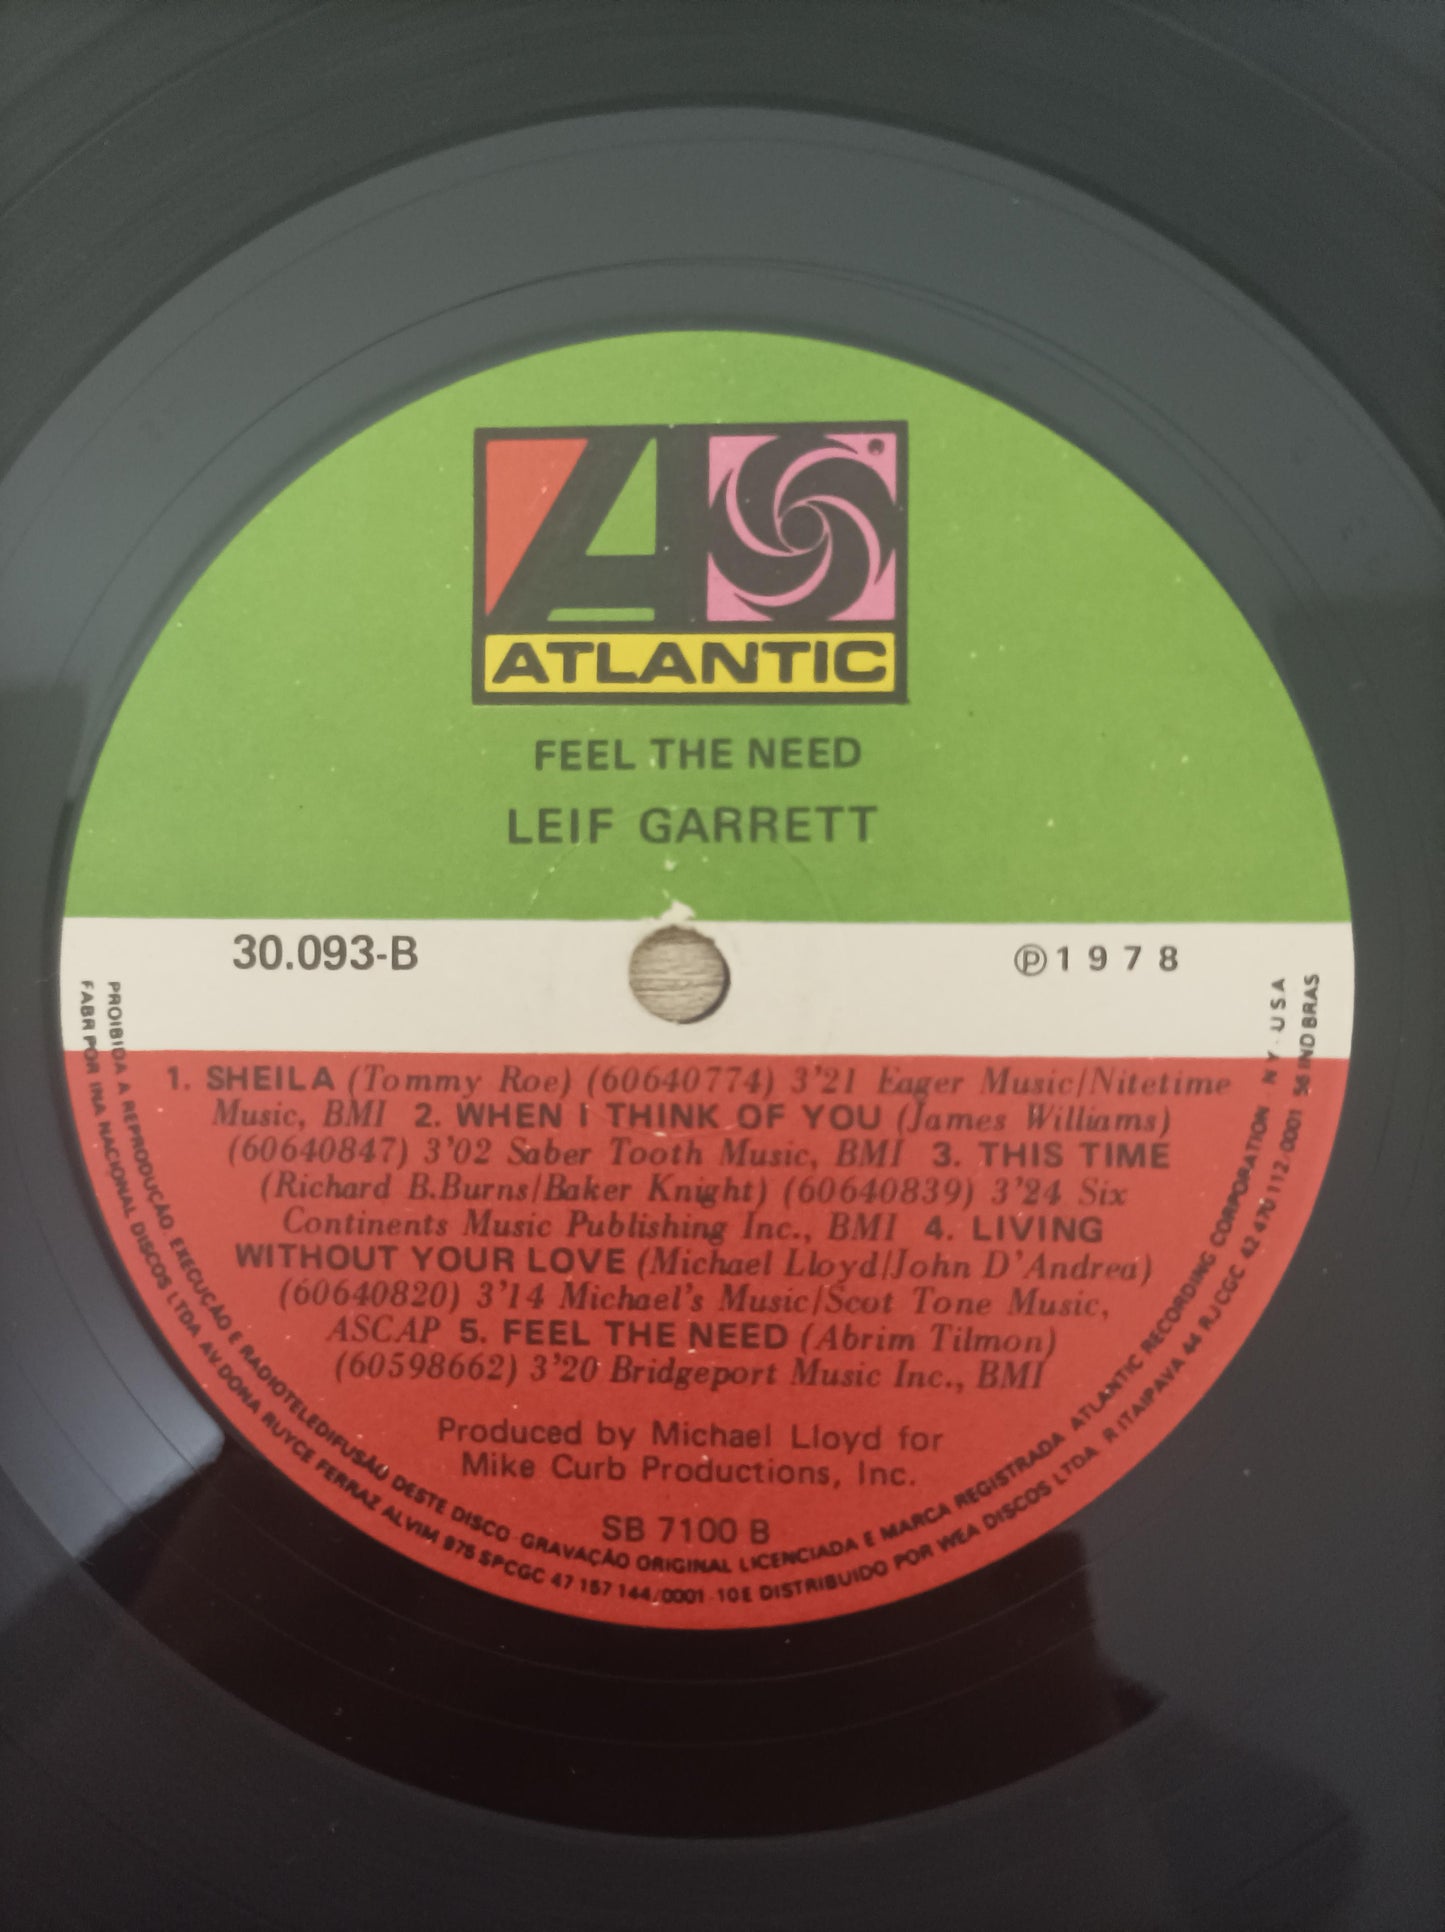 ATLANTIC
FEEL THE NEED
LEIF GARRETT
30.093-B
Ⓟ1978
1. SHEILA (Tommy Roe) (60640774) 3'21 Eager Music/Nitetime
Music, BMI 2. WHEN I THINK OF YOU (James Williams)
(60640847) 3'02 Saber Tooth Music, BMI 3. THIS TIME
(Richard B.Burns/Baker Knight) (60640839) 3'24 Six
Continents Music Publishing Inc., BMI 4. LIVING
WITHOUT YOUR LOVE (Michael Lloyd/John D'Andrea)
(60640820) 3'14 Michael's Music/Scot Tone Music,
ASCAP 5. FEEL THE NEED (Abrim Tilmon)
(60598662) 3'20 Bridgeport Music Inc., BMI
Produced by Michael Lloyd for
Mike Curb Productions, Inc.
SB 7100 B
PROIBIDA A REPRODUÇÃO, EXECUÇÃO E RADIOTELEDIFUSÃO DESTE DISCO - GRAVAÇÃO ORIGINAL LICENCIADA E MARCA REGISTRADA ATLANTIC RECORDING CORPORATION - NY - USA
FABR POR INA NACIONAL DISCOS LTDA AV. DONA RUYCE FERRAZ ALVIM 975 SPCGC 47 157 144/0001-10 E DISTRIBUIDO POR WEA DISCOS LTDA R ITAIPAVA 44 RJ CGC 42 470 112/0001 56 IND BRAS